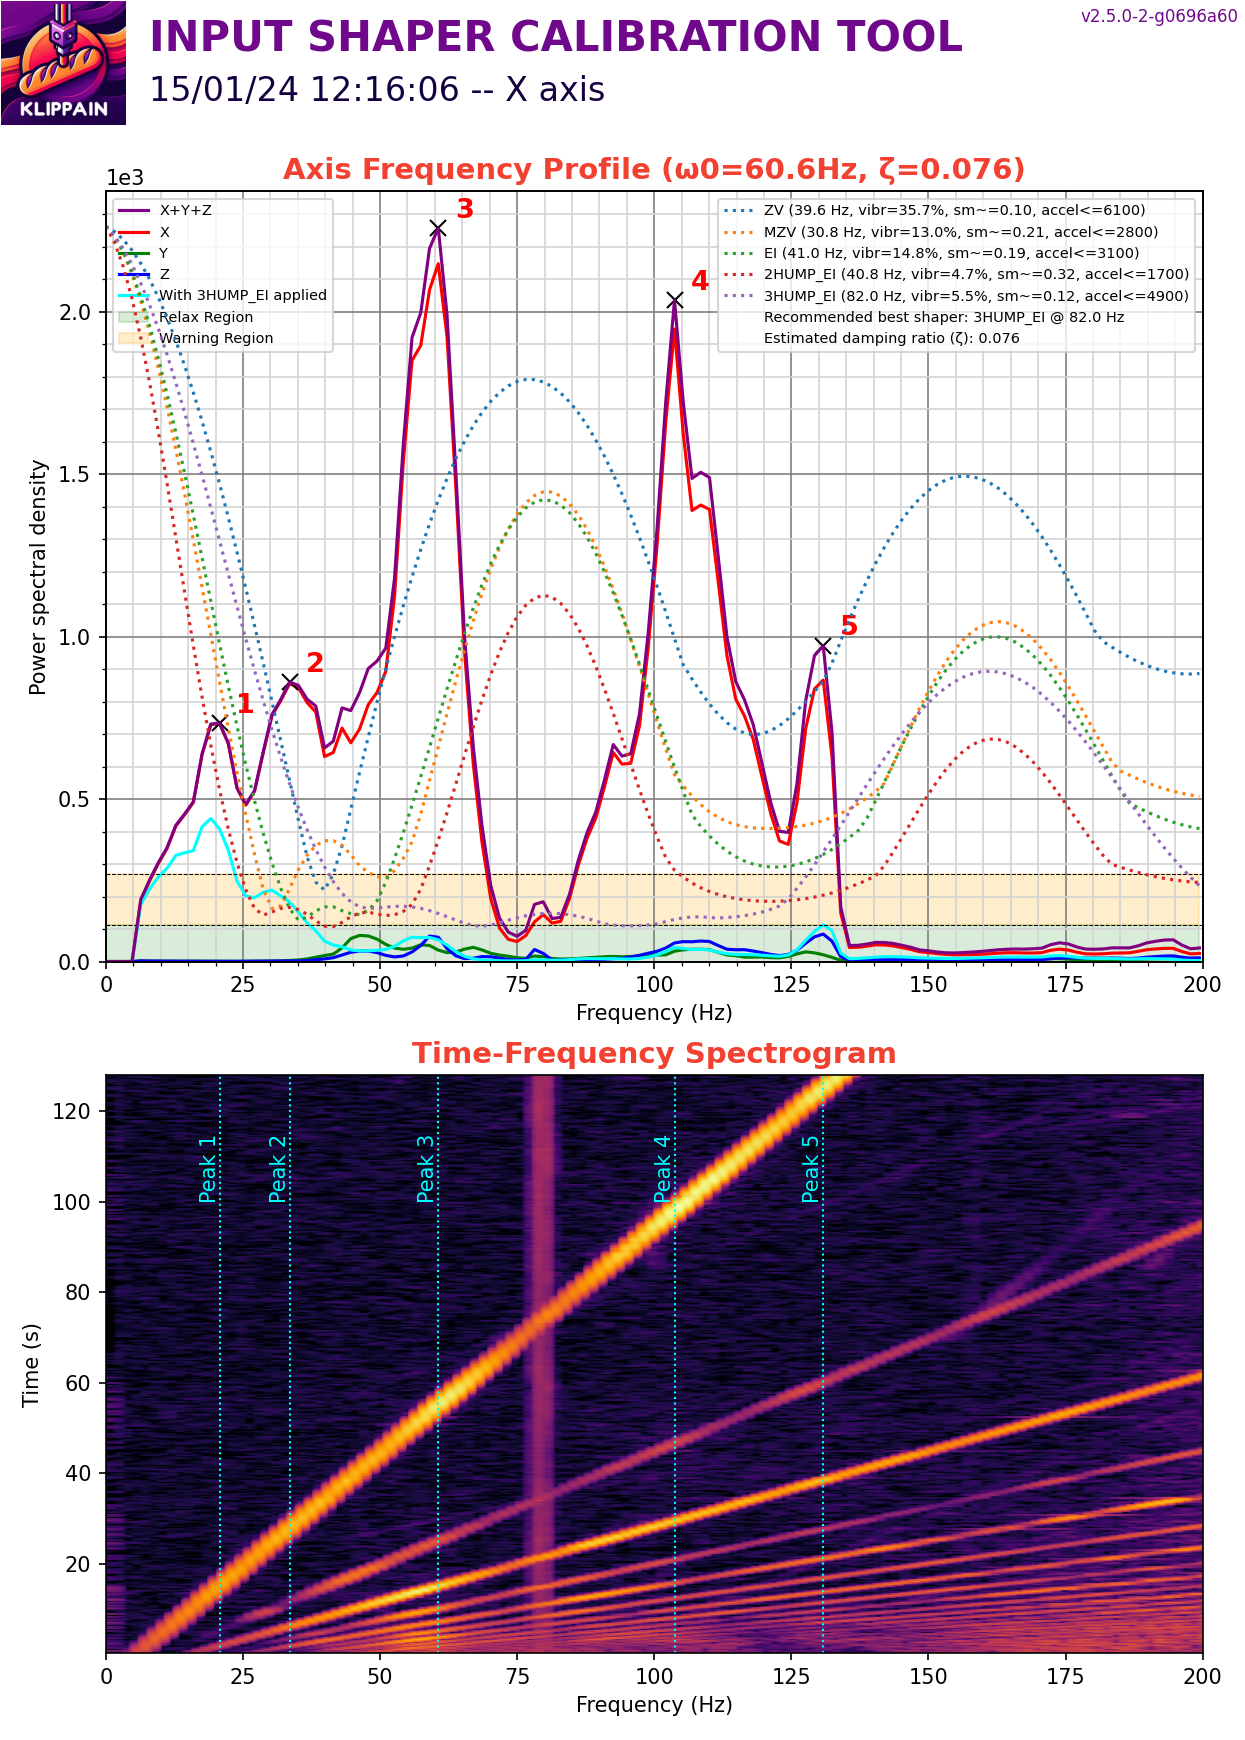 INPUT SHAPER CALIBRATION TOOL
v2.5.0-2-g0696a60
15/01/24 12:16:06 -- X axis
KLIPPAIN
Axis Frequency Profile (ω0=60.6Hz, ζ=0.076)
1e3
X+Y+Z
X
Y
Z
With 3HUMP_EI applied
Relax Region
Warning Region
ZV (39.6 Hz, vibr=35.7%, sm~=0.10, accel<=6100)
MZV (30.8 Hz, vibr=13.0%, sm~=0.21, accel<=2800)
EI (41.0 Hz, vibr=14.8%, sm~=0.19, accel<=3100)
2HUMP_EI (40.8 Hz, vibr=4.7%, sm~=0.32, accel<=1700)
3HUMP_EI (82.0 Hz, vibr=5.5%, sm~=0.12, accel<=4900)
Recommended best shaper: 3HUMP_EI @ 82.0 Hz
Estimated damping ratio (ζ): 0.076
1
2
3
4
5
Power spectral density
2.0
1.5
1.0
0.5
0.0
0 25 50 75 100 125 150 175 200
Frequency (Hz)
Time-Frequency Spectrogram
Peak 1
Peak 2
Peak 3
Peak 4
Peak 5
Time (s)
120
100
80
60
40
20
0 25 50 75 100 125 150 175 200
Frequency (Hz)